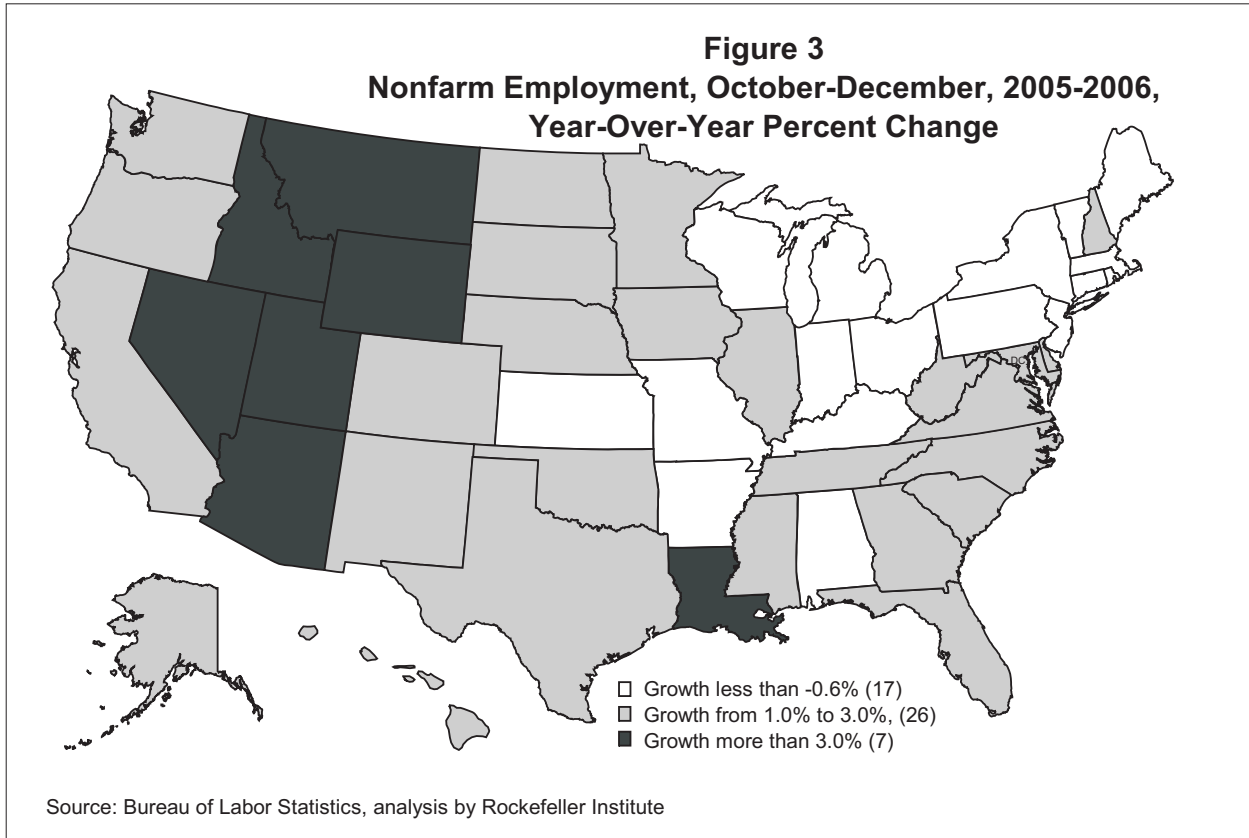 Figure 3
Nonfarm Employment, October-December, 2005-2006,
Year-Over-Year Percent Change
DC
Growth less than -0.6% (17)
Growth from 1.0% to 3.0%, (26)
Growth more than 3.0% (7)
Source: Bureau of Labor Statistics, analysis by Rockefeller Institute